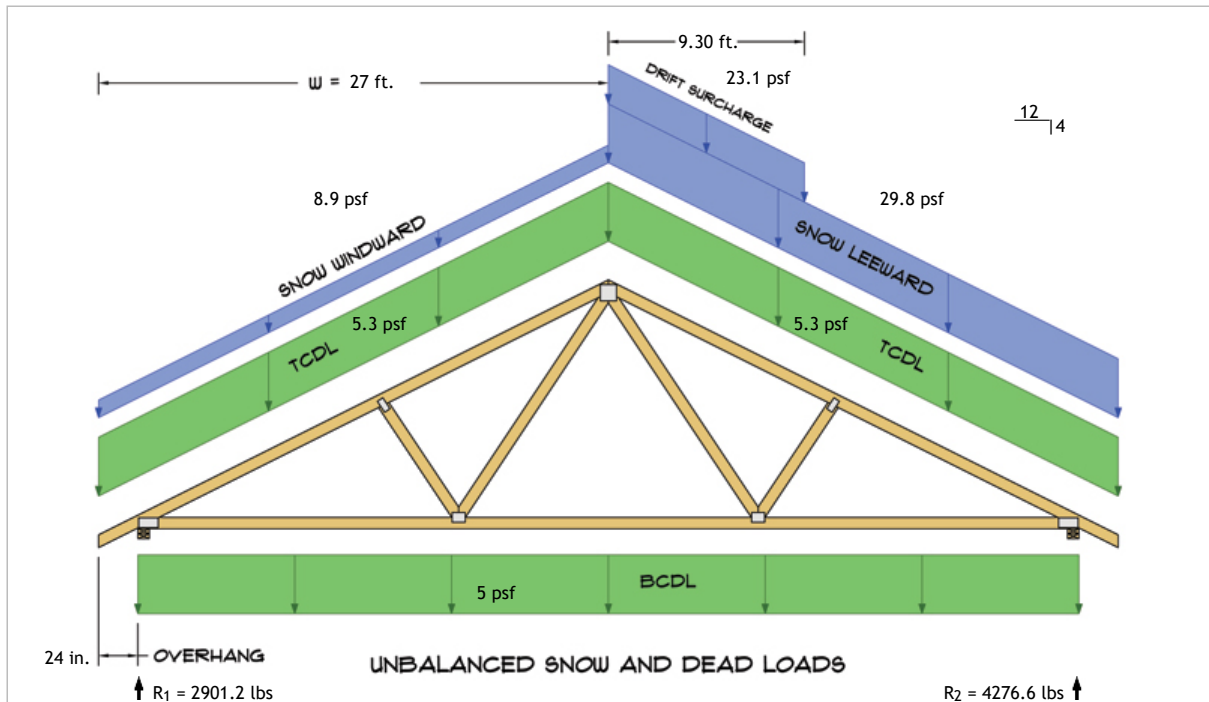 9.30 ft.
DRIFT SURCHARGE
23.1 psf
W = 27 ft.
12
4
8.9 psf
29.8 psf
SNOW WINDWARD
SNOW LEEWARD
5.3 psf
5.3 psf
TCDL
TCDL
BCDL
5 psf
24 in.
OVERHANG
UNBALANCED SNOW AND DEAD LOADS
R1 = 2901.2 lbs
R2 = 4276.6 lbs